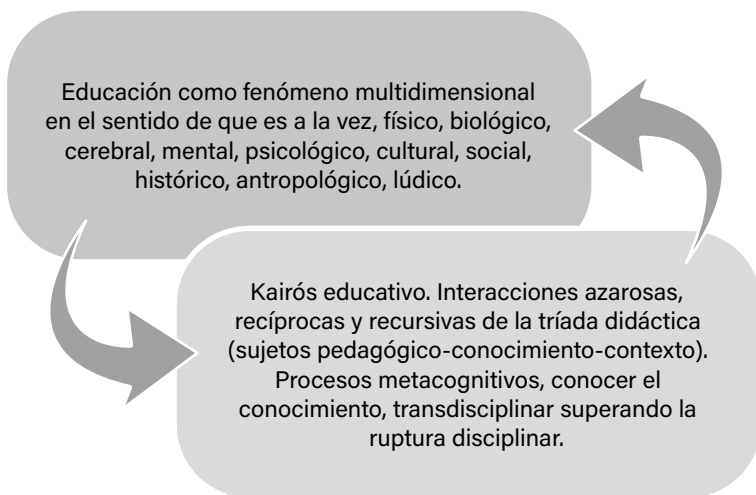 Educación como fenómeno multidimensional
en el sentido de que es a la vez, físico, biológico,
cerebral, mental, psicológico, cultural, social,
histórico, antropológico, lúdico.
Kairós educativo. Interacciones azarosas,
recíprocas y recursivas de la tríada didáctica
(sujetos pedagógico-conocimiento-contexto).
Procesos metacognitivos, conocer el
conocimiento, transdisciplinar superando la
ruptura disciplinar.